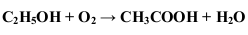 C₂H₅OH + O₂ → CH₃COOH + H₂O